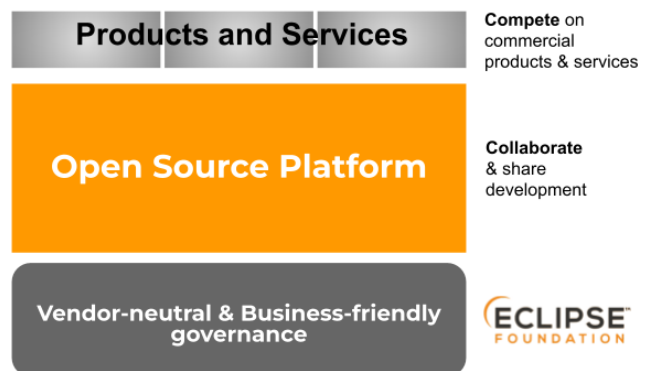 Products and Services
Compete on
commercial
products & services
Open Source Platform
Collaborate
& share
development
Vendor-neutral & Business-friendly
governance
ECLIPSE™
FOUNDATION